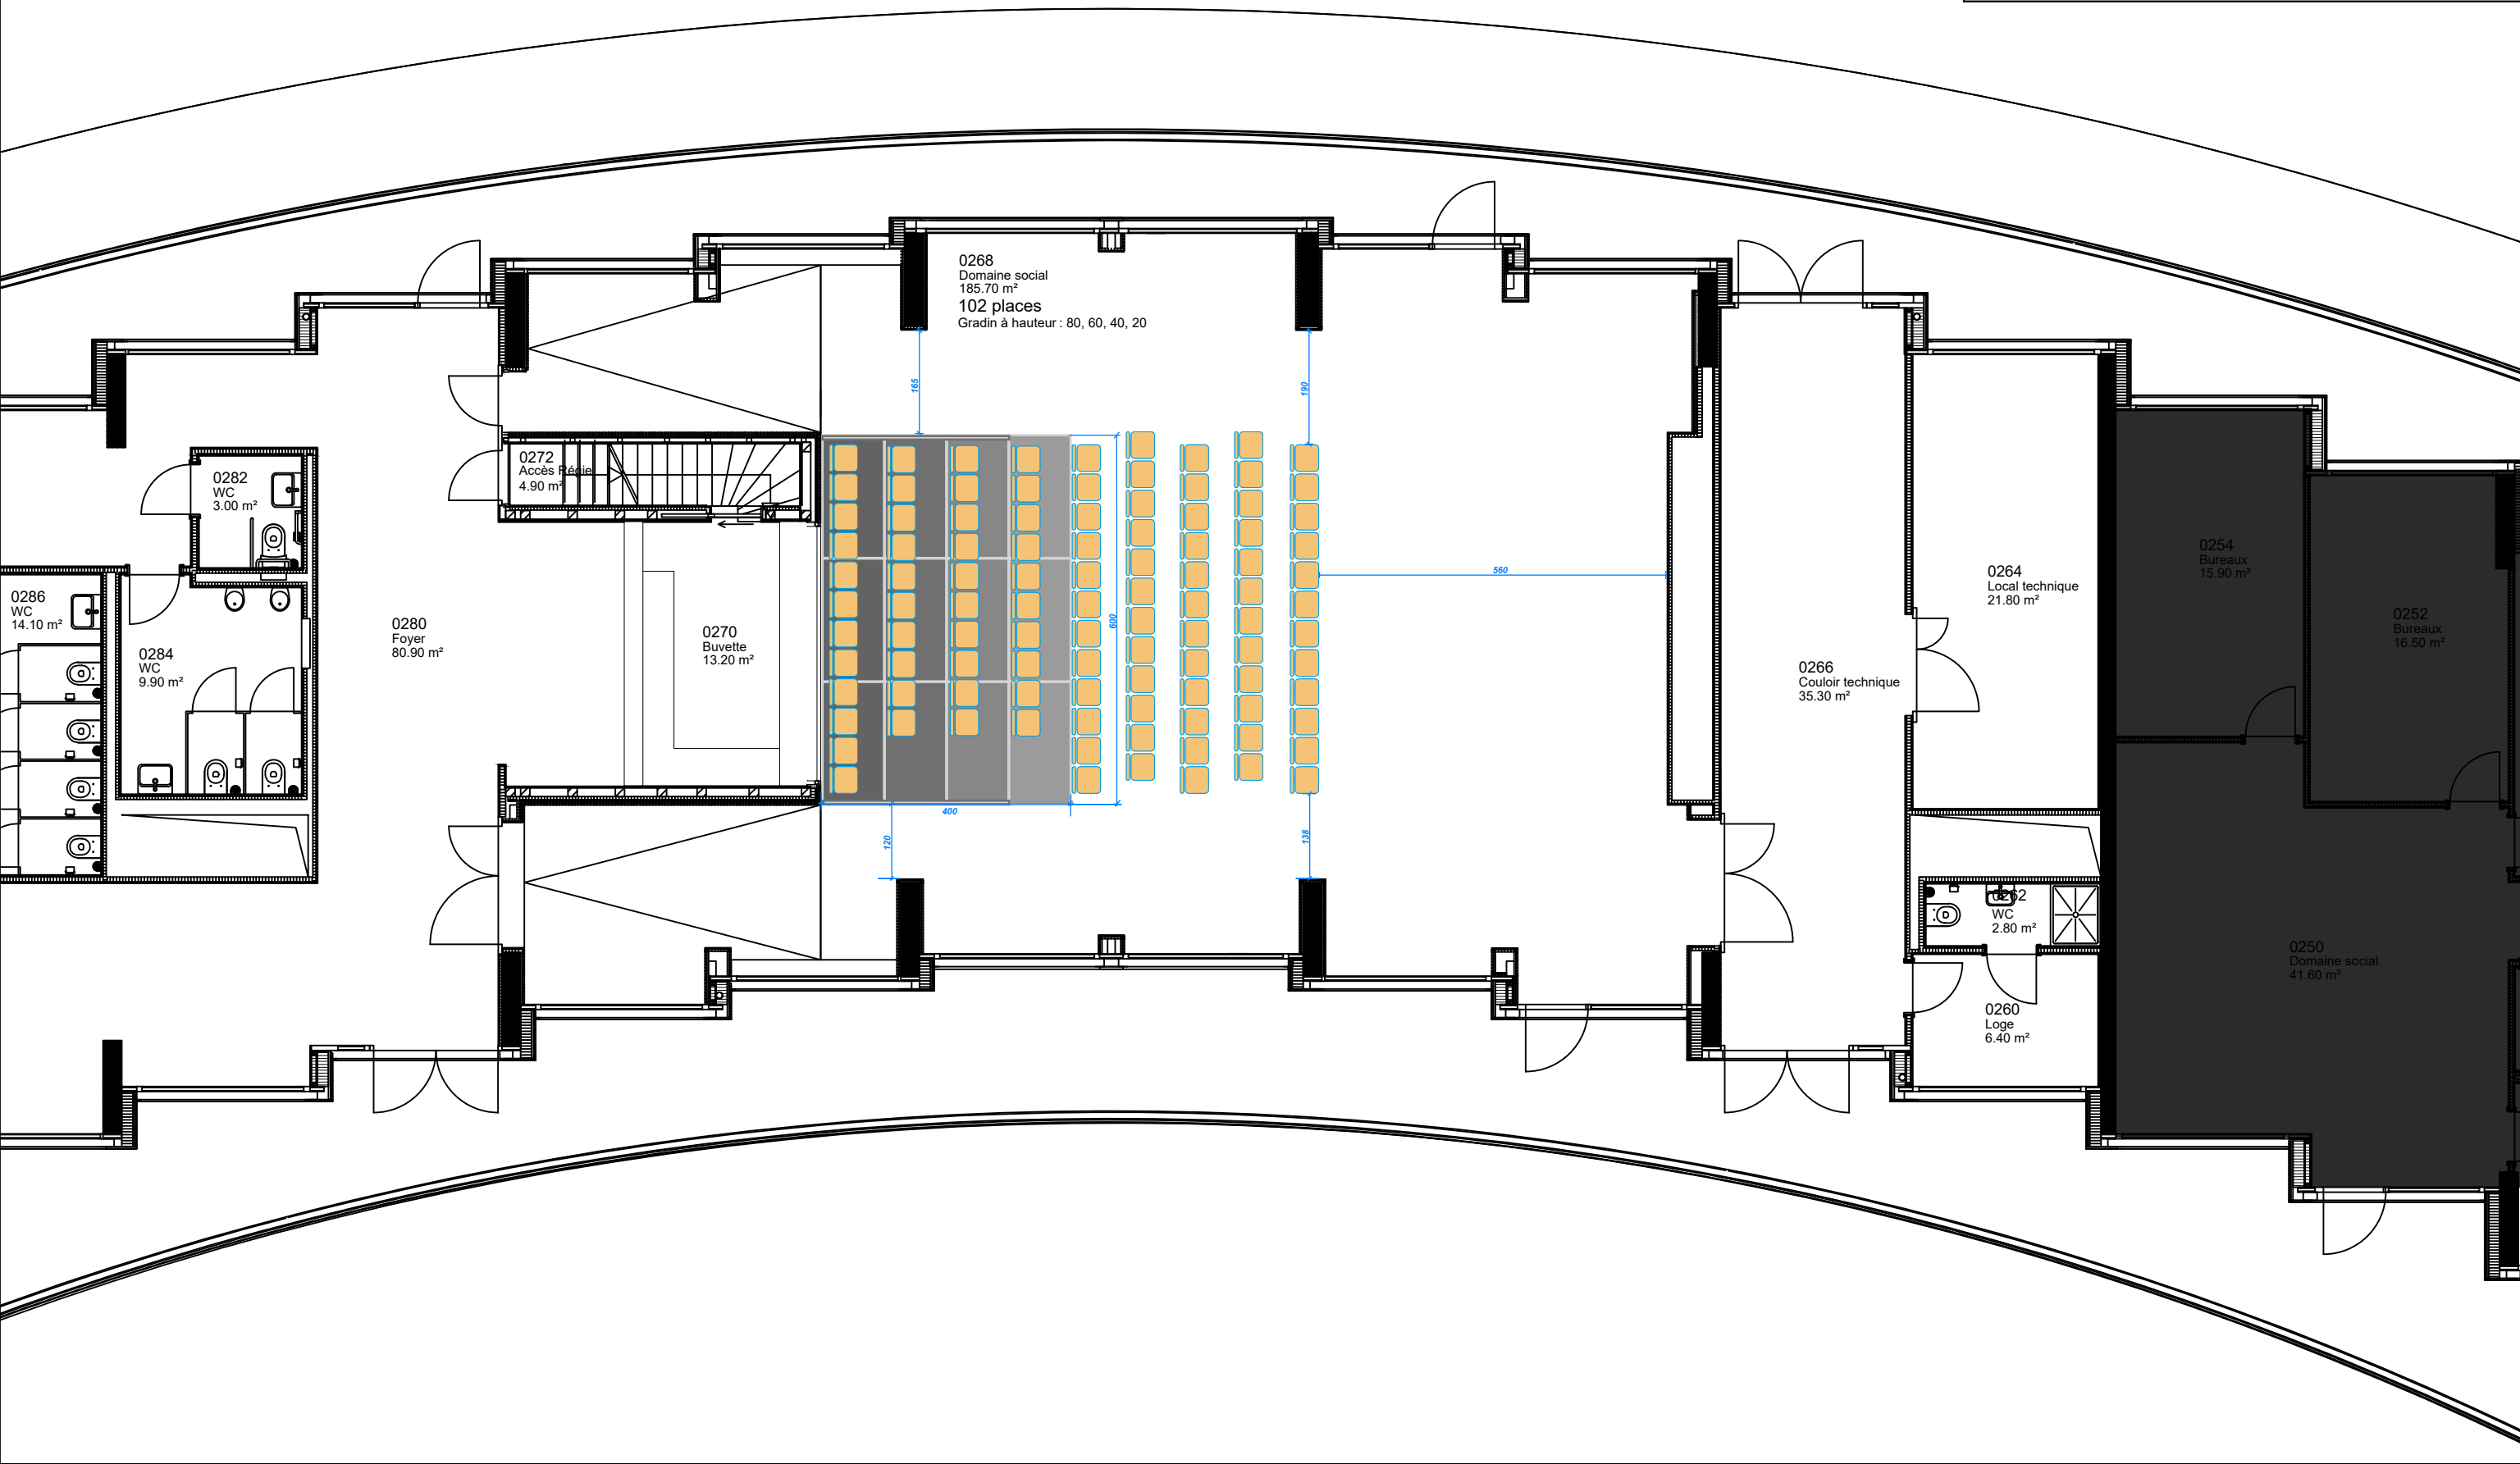 0268
Domaine social
185.70 m²
102 places
Gradin à hauteur : 80, 60, 40, 20
165
190
0272
Accès Régie
4.90 m²
0282
WC
3.00 m²
0254
Bureaux
15.90 m²
560
0264
Local technique
21.80 m²
0286
WC
14.10 m²
0252
Bureaux
16.50 m²
0280
Foyer
80.90 m²
0270
Buvette
13.20 m²
600
0284
WC
9.90 m²
0266
Couloir technique
35.30 m²
400
120
138
0262
WC
2.80 m²
0250
Domaine social
41.60 m²
0260
Loge
6.40 m²